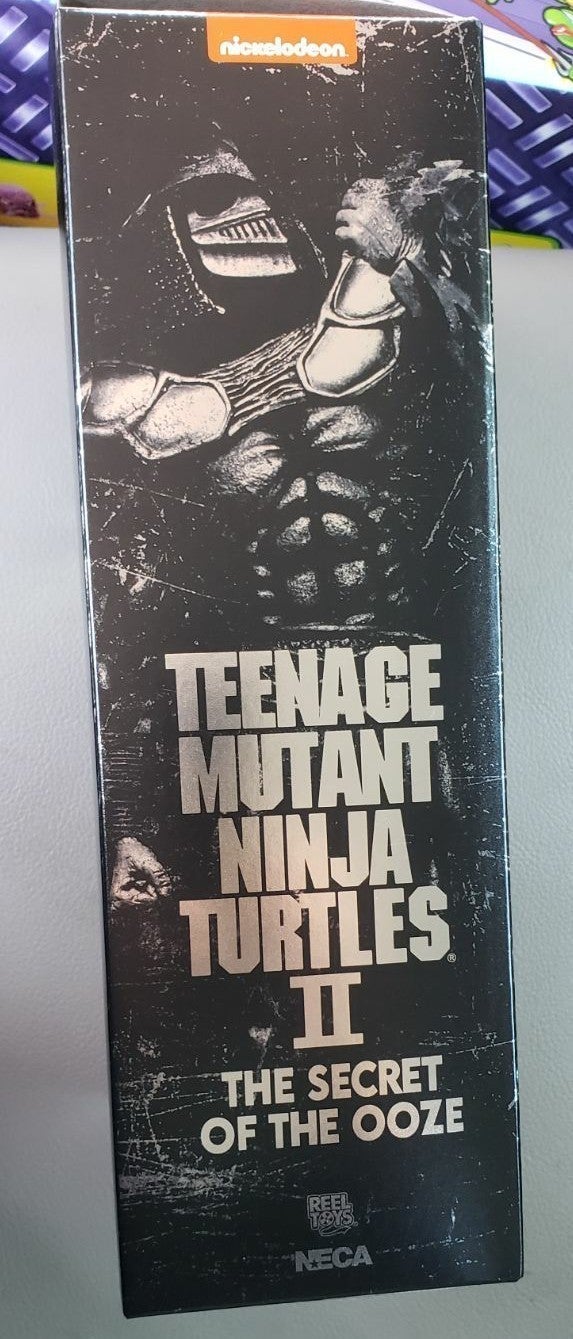 nickelodeon
TEENAGE
MUTANT
NINJA
TURTLES®
II
THE SECRET
OF THE OOZE
REEL
TOYS
NECA